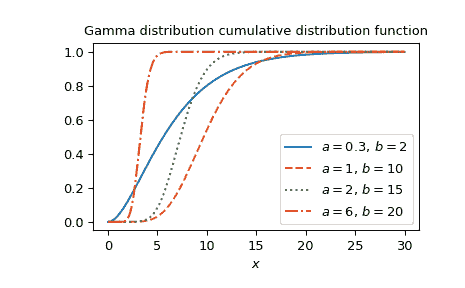 Gamma distribution cumulative distribution function
1.0
0.8
0.6
0.4
0.2
0.0
0 5 10 15 20 25 30
x
a = 0.3, b = 2
a = 1, b = 10
a = 2, b = 15
a = 6, b = 20